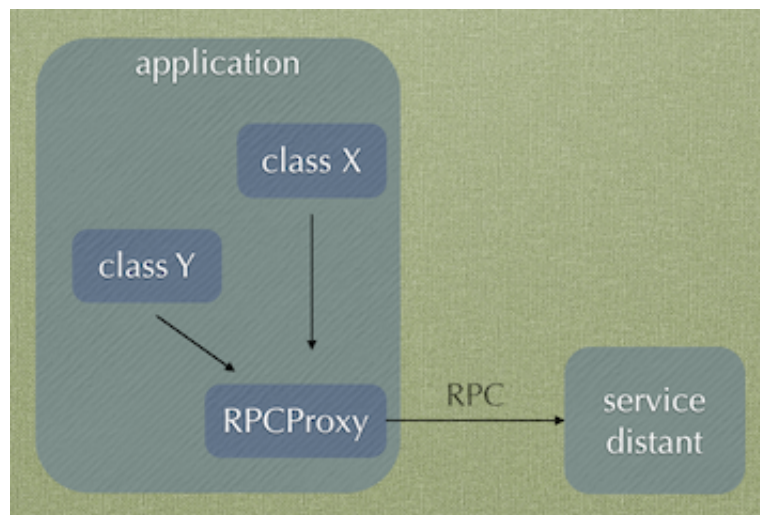 application
class X
class Y
RPCProxy
RPC
service
distant